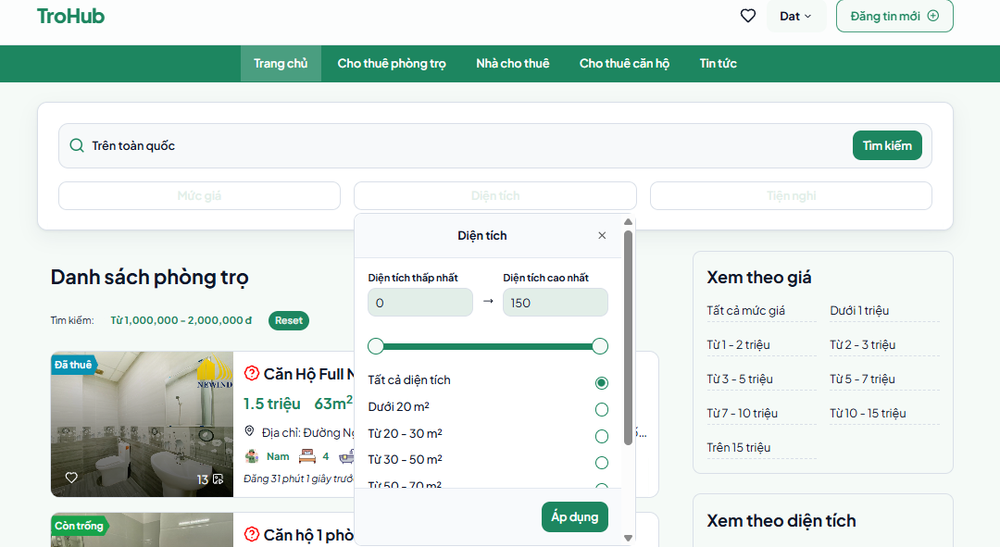 TroHub
Dat
Đăng tin mới
Trang chủ
Cho thuê phòng trọ
Nhà cho thuê
Cho thuê căn hộ
Tin tức
Trên toàn quốc
Tìm kiếm
Mức giá
Diện tích
Tiện nghi
Diện tích
Diện tích thấp nhất
Diện tích cao nhất
0
→
150
Tất cả diện tích
Dưới 20 m²
Từ 20 - 30 m²
Từ 30 - 50 m²
Từ 50 - 70 m²
Áp dụng
Danh sách phòng trọ
Tìm kiếm:
Từ 1,000,000 - 2,000,000 đ
Reset
Đã thuê
NEWIND
13
Căn Hộ Full N
1.5 triệu
63m²
Địa chỉ: Đường Ng
Nam
4
Đăng 31 phút 1 giây trước
Còn trống
Căn hộ 1 phò
Xem theo giá
Tất cả mức giá
Dưới 1 triệu
Từ 1 - 2 triệu
Từ 2 - 3 triệu
Từ 3 - 5 triệu
Từ 5 - 7 triệu
Từ 7 - 10 triệu
Từ 10 - 15 triệu
Trên 15 triệu
Xem theo diện tích